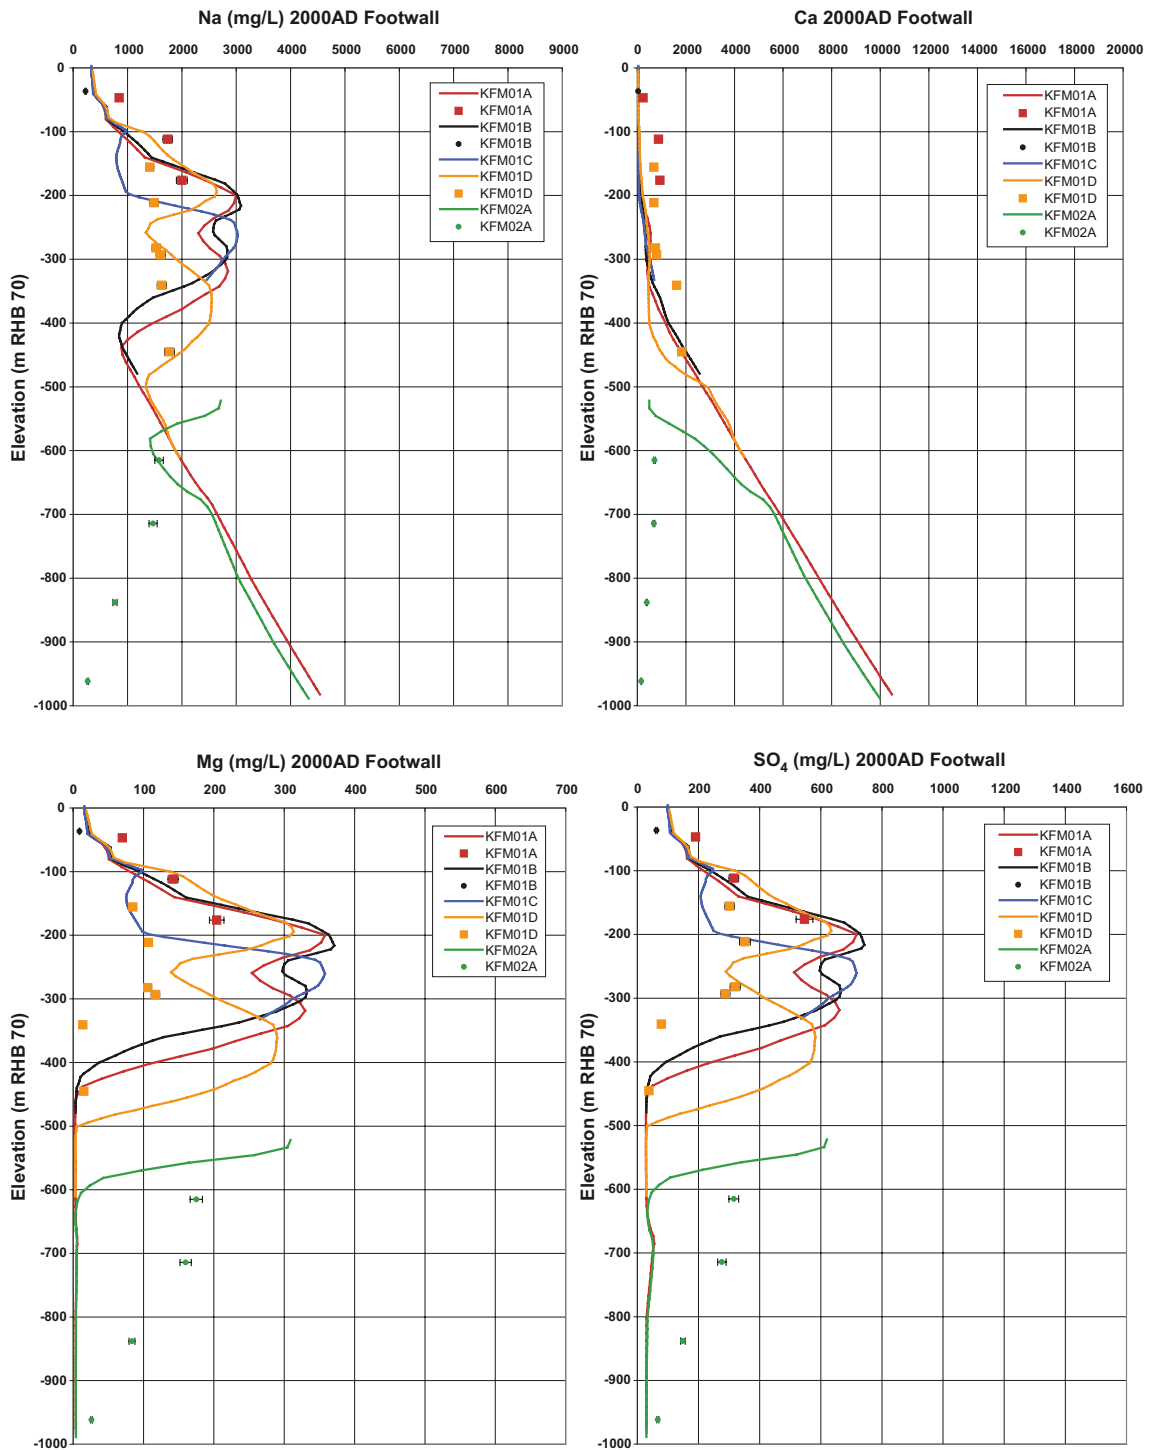 Na (mg/L) 2000AD Footwall
0 1000 2000 3000 4000 5000 6000 7000 8000 9000
0
-100
-200
-300
-400
-500
-600
-700
-800
-900
-1000
Elevation (m RHB 70)
KFM01A
KFM01A
KFM01B
KFM01B
KFM01C
KFM01D
KFM01D
KFM02A
KFM02A
Ca 2000AD Footwall
0 2000 4000 6000 8000 10000 12000 14000 16000 18000 20000
0
-100
-200
-300
-400
-500
-600
-700
-800
-900
-1000
Elevation (m RHB 70)
KFM01A
KFM01A
KFM01B
KFM01B
KFM01C
KFM01D
KFM01D
KFM02A
KFM02A
Mg (mg/L) 2000AD Footwall
0 100 200 300 400 500 600 700
0
-100
-200
-300
-400
-500
-600
-700
-800
-900
-1000
Elevation (m RHB 70)
KFM01A
KFM01A
KFM01B
KFM01B
KFM01C
KFM01D
KFM01D
KFM02A
KFM02A
SO4 (mg/L) 2000AD Footwall
0 200 400 600 800 1000 1200 1400 1600
0
-100
-200
-300
-400
-500
-600
-700
-800
-900
-1000
Elevation (m RHB 70)
KFM01A
KFM01A
KFM01B
KFM01B
KFM01C
KFM01D
KFM01D
KFM02A
KFM02A